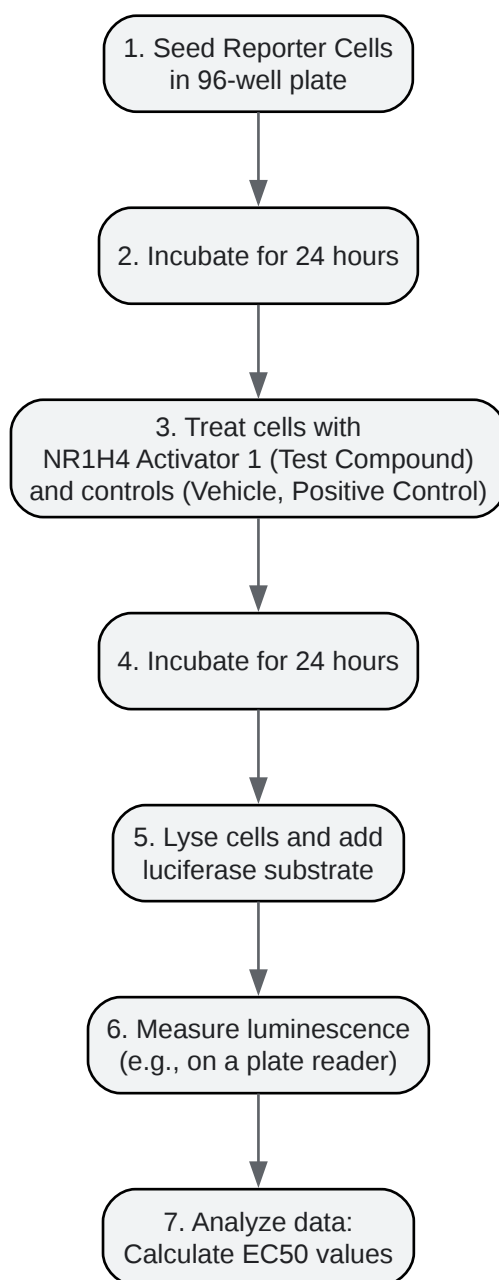 1. Seed Reporter Cells
in 96-well plate
2. Incubate for 24 hours
3. Treat cells with
NR1H4 Activator 1 (Test Compound)
and controls (Vehicle, Positive Control)
4. Incubate for 24 hours
5. Lyse cells and add
luciferase substrate
6. Measure luminescence
(e.g., on a plate reader)
7. Analyze data:
Calculate EC50 values